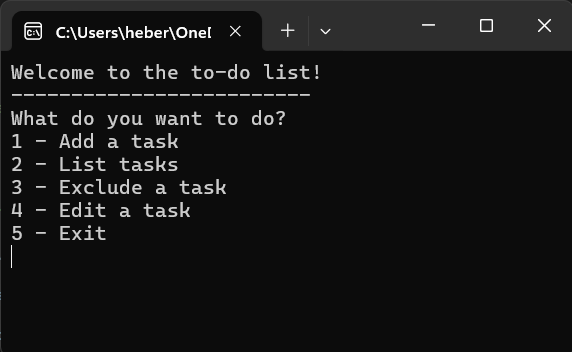 C:\Users\heber\One
Welcome to the to-do list!
-------------------------
What do you want to do?
1 - Add a task
2 - List tasks
3 - Exclude a task
4 - Edit a task
5 - Exit